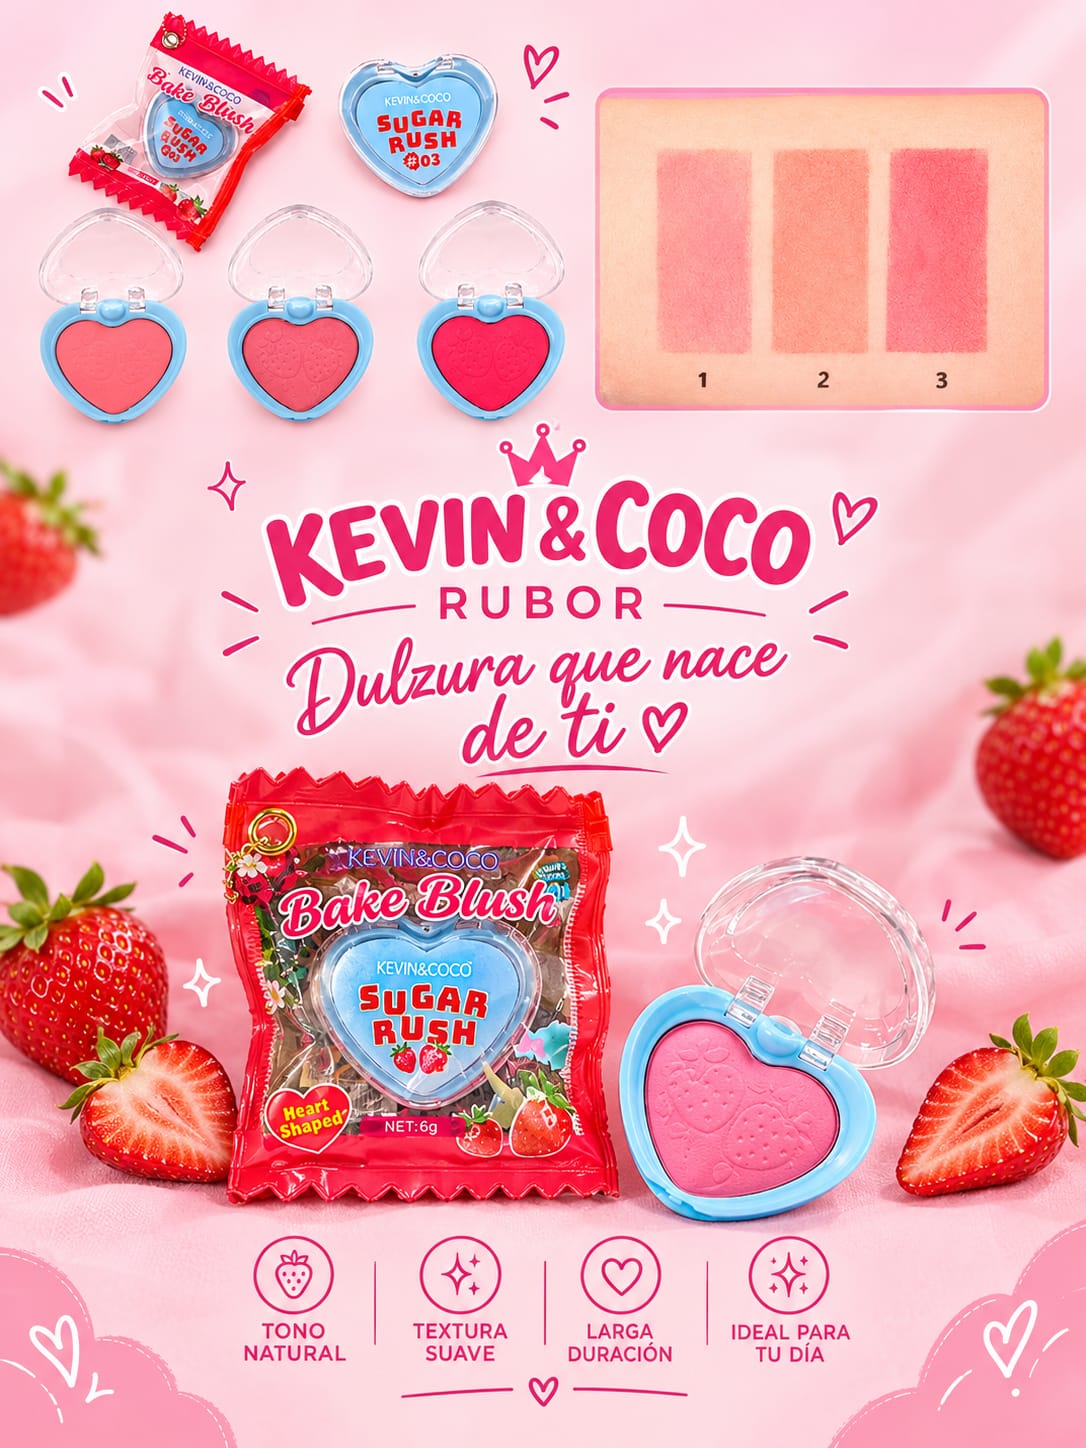 KEVIN&COCO
Bake Blush
SUGAR
RUSH
KEVIN&COCO
SUGAR
RUSH
#03
1
2
3
KEVIN & COCO
RUBOR
Dulzura que nace
de ti
KEVIN&COCO
Bake Blush
KEVIN&COCO
SUGAR
RUSH
Heart
Shaped
NET:6g
TONO
NATURAL
TEXTURA
SUAVE
LARGA
DURACIÓN
IDEAL PARA
TU DÍA